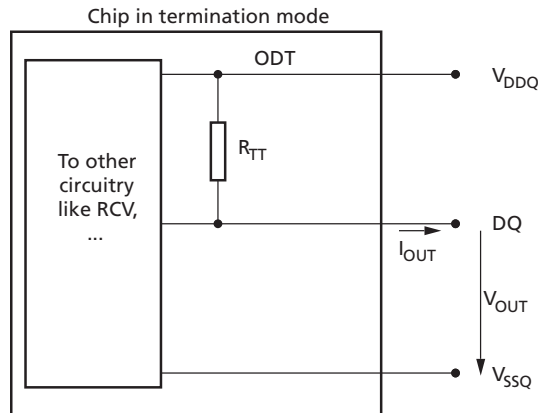 Chip in termination mode
ODT
V_DDQ
R_TT
To other
circuitry
like RCV,
...
DQ
I_OUT
V_OUT
V_SSQ